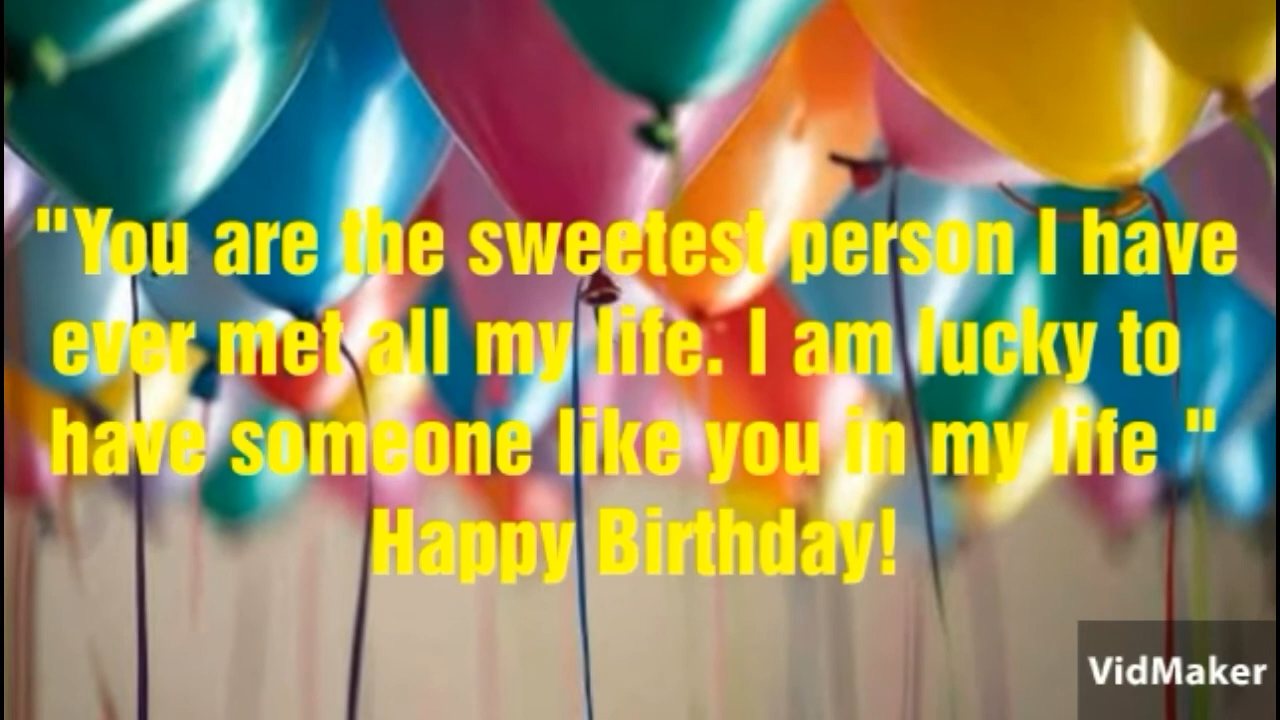 "You are the sweetest person I have
ever met all my life. I am lucky to
have someone like you in my life "
Happy Birthday!
VidMaker